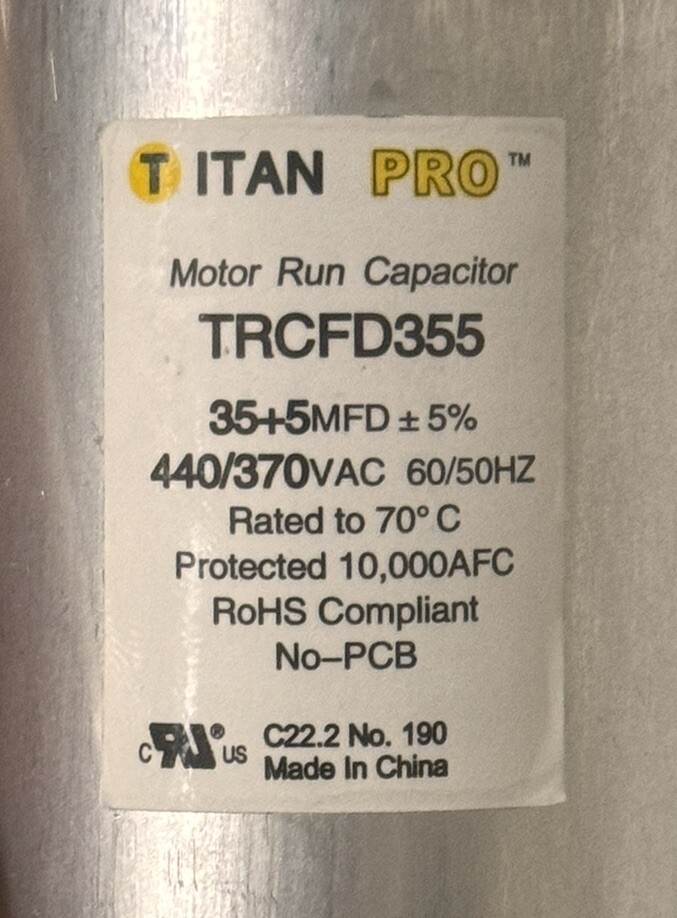 TITAN PRO™
Motor Run Capacitor
TRCFD355
35+5MFD ± 5%
440/370VAC 60/50HZ
Rated to 70° C
Protected 10,000AFC
RoHS Compliant
No–PCB
C22.2 No. 190
c RU® US
Made In China